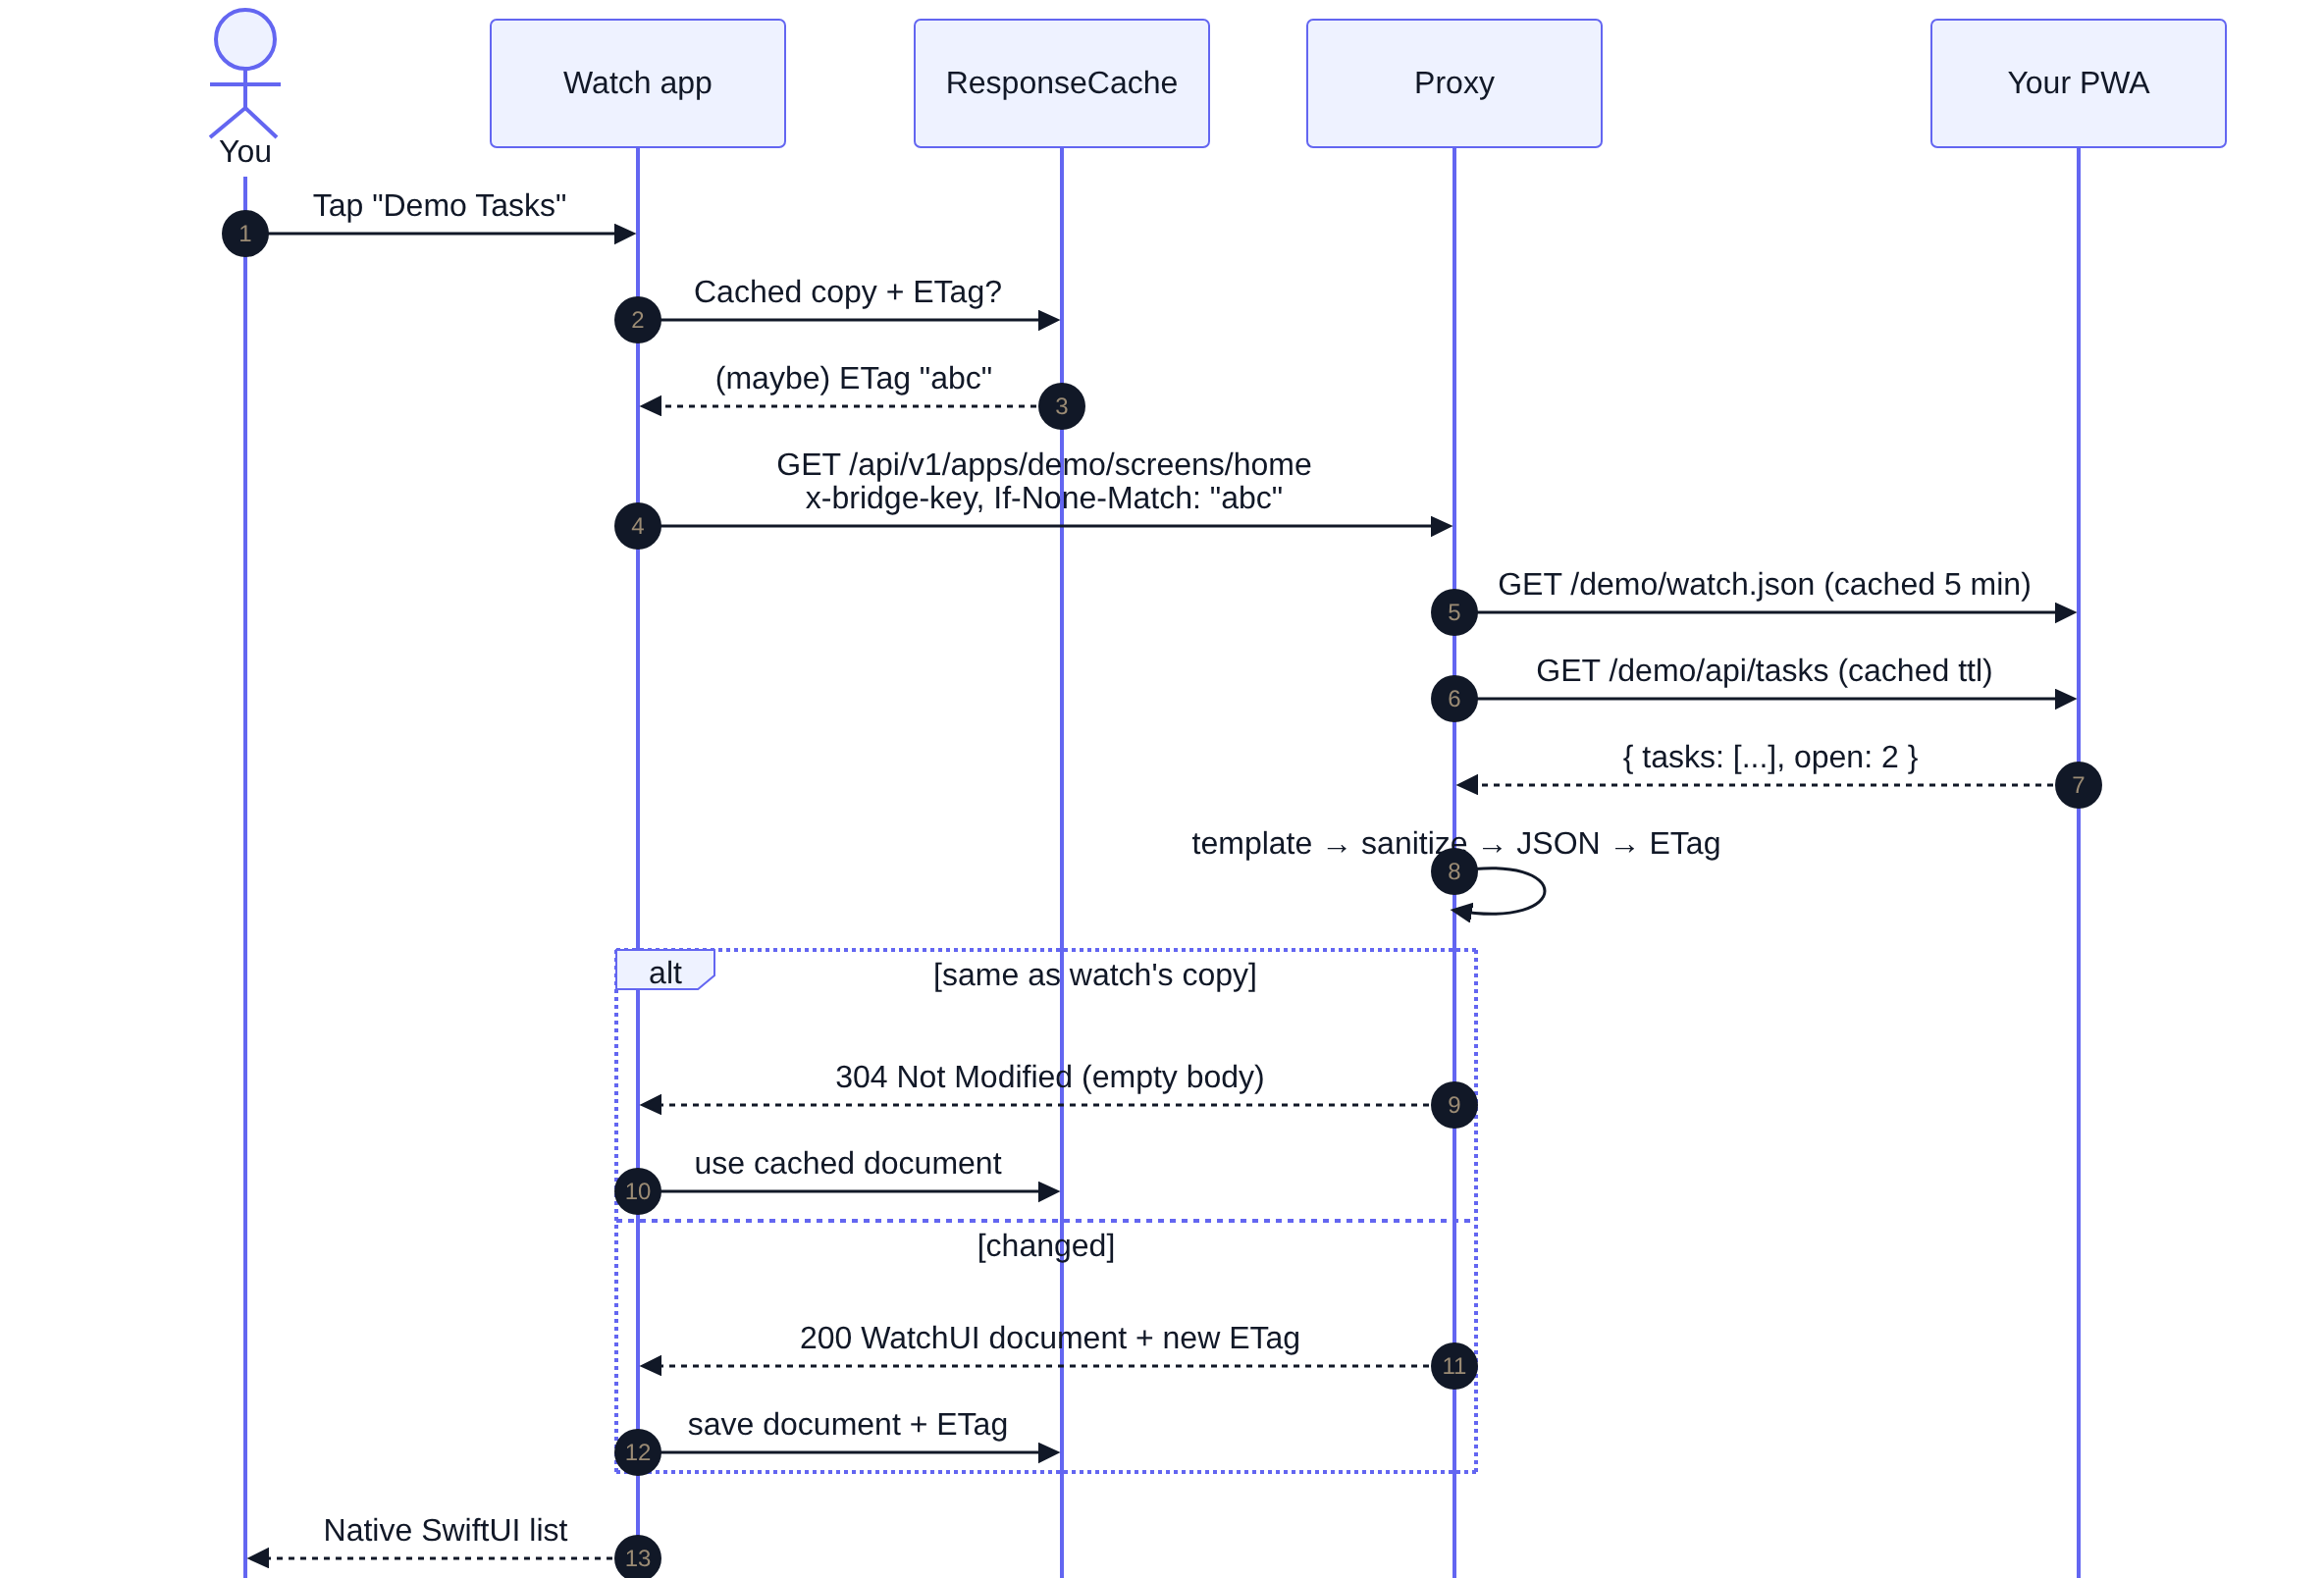 You
Watch app
ResponseCache
Proxy
Your PWA
Tap "Demo Tasks"
1
Cached copy + ETag?
2
(maybe) ETag "abc"
3
GET /api/v1/apps/demo/screens/home
x-bridge-key, If-None-Match: "abc"
4
GET /demo/watch.json (cached 5 min)
5
GET /demo/api/tasks (cached ttl)
6
{ tasks: [...], open: 2 }
7
template → sanitize → JSON → ETag
8
alt
[same as watch's copy]
304 Not Modified (empty body)
9
use cached document
10
[changed]
200 WatchUI document + new ETag
11
save document + ETag
12
Native SwiftUI list
13